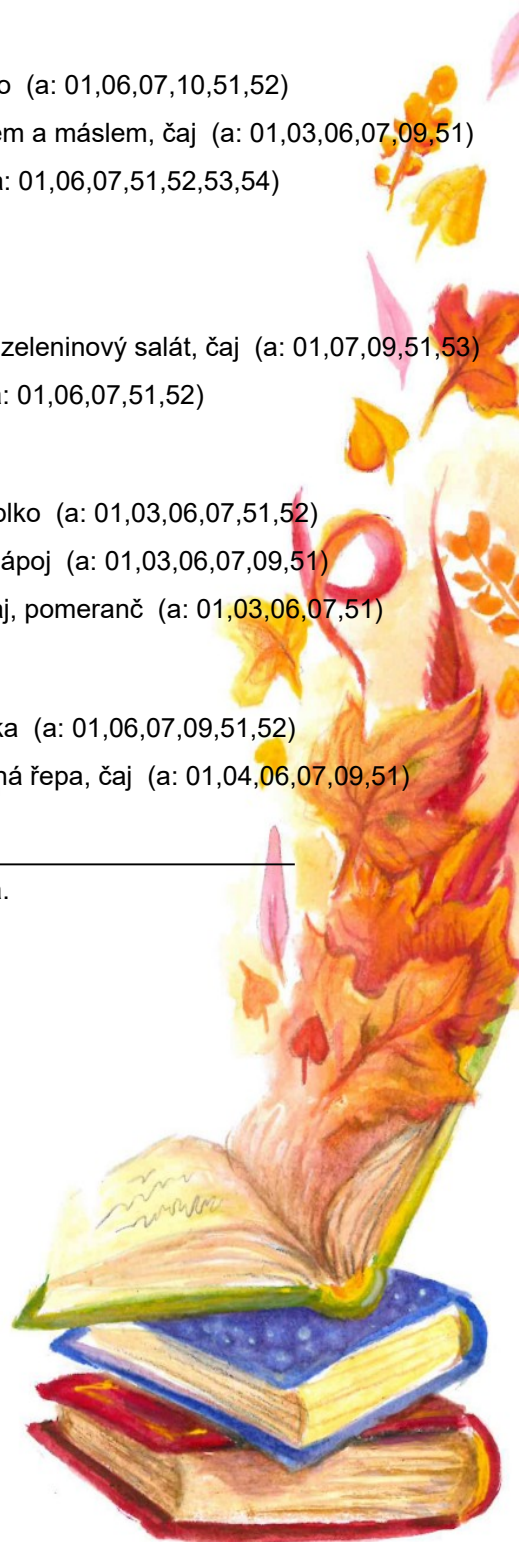 o (a: 01,06,07,10,51,52)
em a máslem, čaj (a: 01,03,06,07,09,51)
a: 01,06,07,51,52,53,54)
zeleninový salát, čaj (a: 01,07,09,51,53)
a: 01,06,07,51,52)
olko (a: 01,03,06,07,51,52)
ápoj (a: 01,03,06,07,09,51)
aj, pomeranč (a: 01,03,06,07,51)
ka (a: 01,06,07,09,51,52)
ná řepa, čaj (a: 01,04,06,07,09,51)
a.